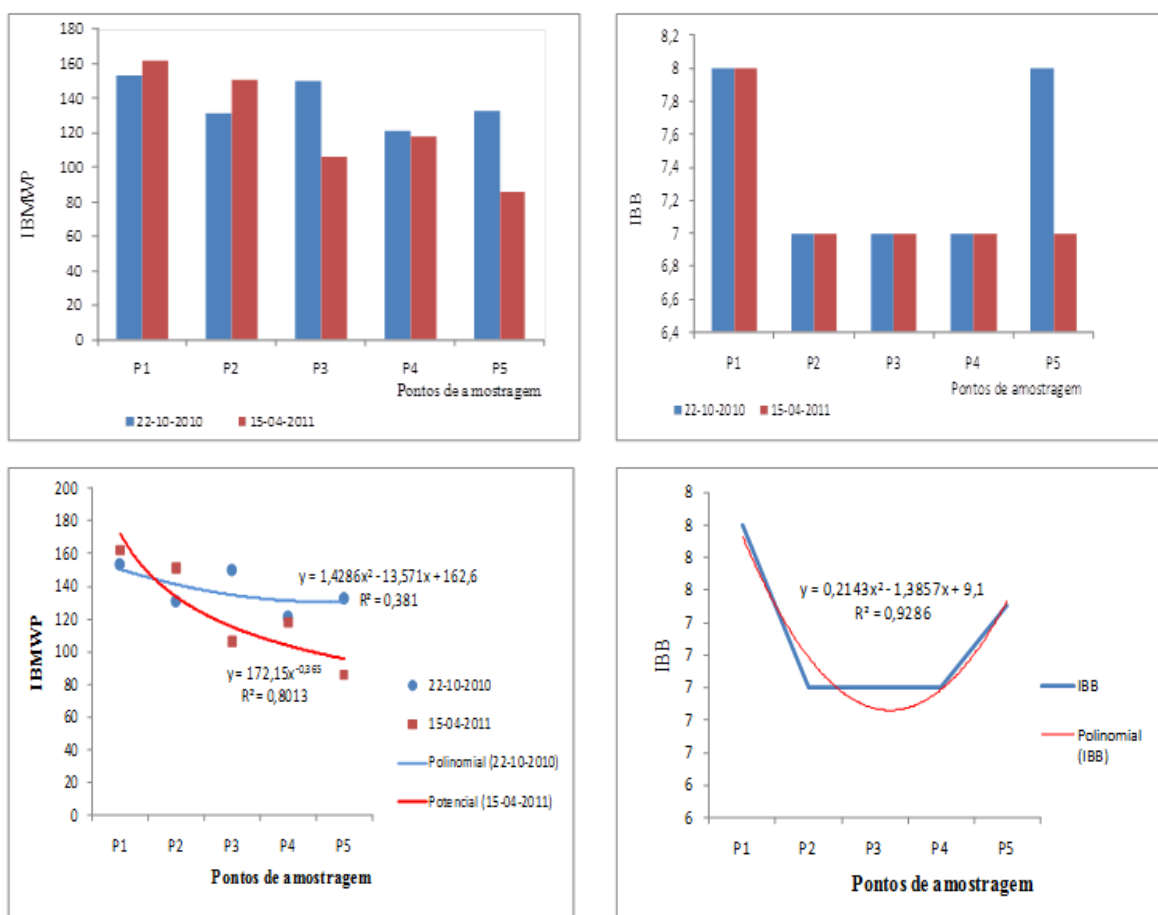 180
160
140
120
100
80
60
40
20
0
IBMWP
P1 P2 P3 P4 P5
Pontos de amostragem
22-10-2010 15-04-2011
8,2
8
7,8
7,6
7,4
7,2
7
6,8
6,6
6,4
IBB
P1 P2 P3 P4 P5
Pontos de amostragem
22-10-2010 15-04-2011
200
180
160
140
120
100
80
60
40
20
0
IBMWP
y = 1,4286x² - 13,571x + 162,6
R² = 0,381
y = 172,15x^-0,365
R² = 0,8013
22-10-2010
15-04-2011
Polinomial (22-10-2010)
Potencial (15-04-2011)
P1 P2 P3 P4 P5
Pontos de amostragem
8
8
8
8
7
7
7
7
7
6
6
IBB
y = 0,2143x² - 1,3857x + 9,1
R² = 0,9286
IBB
Polinomial
(IBB)
P1 P2 P3 P4 P5
Pontos de amostragem